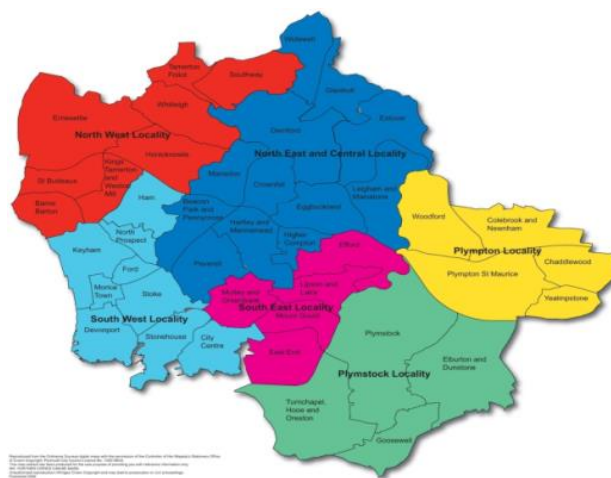 Widewell
Tamerton
Foliot
Southway
Glenholt
Whitleigh
Estover
Ernesettle
Derriford
North West Locality
Honicknowle
North East and Central Locality
Kings
Tamerton
and
Weston
Mill
Manadon
Crownhill
Leigham and
Mainstone
St Budeaux
Ham
Beacon
Park and
Pennycross
Eggbuckland
Woodford
Colebrook and
Newnham
Barne
Barton
Hartley and
Mannamead
Higher
Compton
North
Prospect
Efford
Plympton Locality
Keyham
Chaddlewood
Ford
Peverell
Plympton St Maurice
Morice
Town
Stoke
Mutley and
Greenbank
Lipson and
Laira
Yealmpstone
South East Locality
Mount Gould
South West Locality
Plymstock
Devonport
Stonehouse
City
Centre
East End
Elburton and
Dunstone
Plymstock Locality
Turnchapel,
Hooe and
Oreston
Goosewell